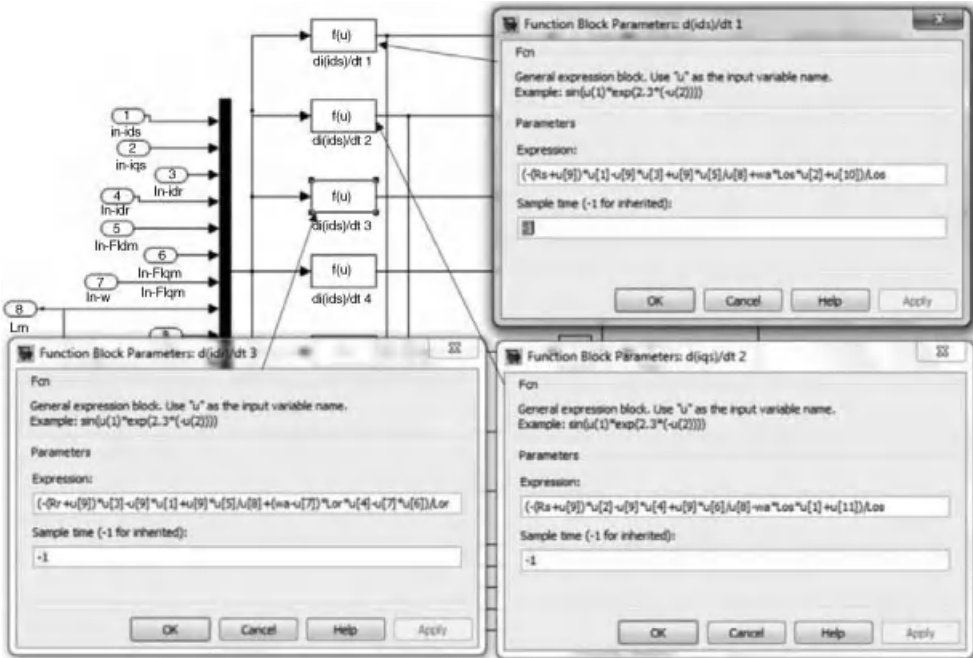 f(u)
di(ids)/dt 1
f(u)
di(ids)/dt 2
f(u)
di(ids)/dt 3
f(u)
di(ids)/dt 4
1
in-ids
2
in-iqs
3
In-idr
4
In-idr
5
In-Fldm
6
In-Flqm
7
In-w
In-Flqm
8
Lm
Function Block Parameters: d(ids)/dt 1
Fcn
General expression block. Use "u" as the input variable name.
Example: sin(u(1)*exp(2.3*(-u(2))))
Parameters
Expression:
(-(Rs+u[9])*u[1]-u[9]*u[3]+u[9]*u[5]/u[8]+wa*Los*u[2]+u[10])/Los
Sample time (-1 for inherited):
OK Cancel Help Apply
Function Block Parameters: d(idr)/dt 3
Fcn
General expression block. Use "u" as the input variable name.
Example: sin(u(1)*exp(2.3*(-u(2))))
Parameters
Expression:
(-(Rr+u[9])*u[3]-u[9]*u[1]+u[9]*u[5]/u[8]+(wa-u[7])*Lor*u[4]-u[7]*u[6])/Lor
Sample time (-1 for inherited):
-1
OK Cancel Help Apply
Function Block Parameters: d(iqs)/dt 2
Fcn
General expression block. Use "u" as the input variable name.
Example: sin(u(1)*exp(2.3*(-u(2))))
Parameters
Expression:
(-(Rs+u[9])*u[2]-u[9]*u[4]+u[9]*u[6]/u[8]-wa*Los*u[1]+u[11])/Los
Sample time (-1 for inherited):
-1
OK Cancel Help Apply